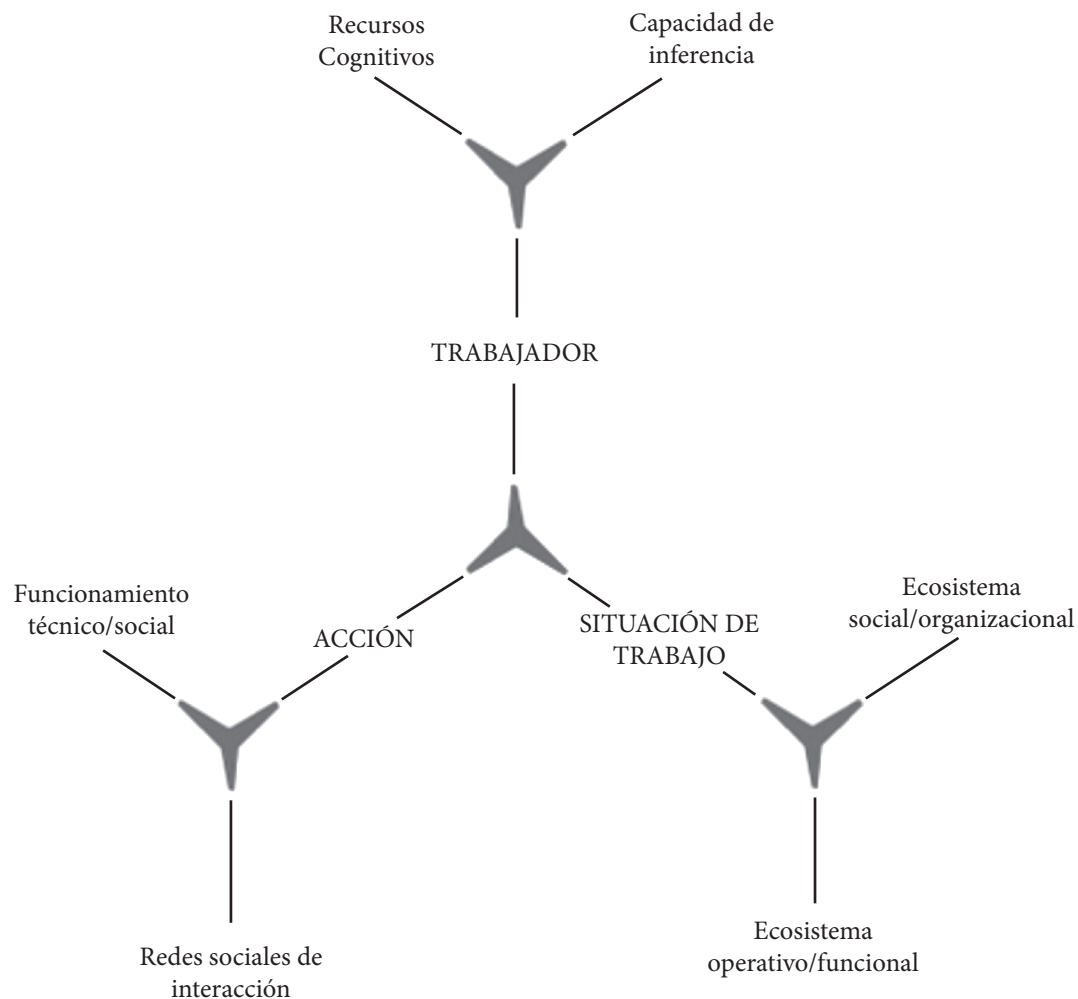 Recursos
Cognitivos
Capacidad de
inferencia
TRABAJADOR
Funcionamiento
técnico/social
ACCIÓN
SITUACIÓN DE
TRABAJO
Ecosistema
social/organizacional
Redes sociales de
interacción
Ecosistema
operativo/funcional